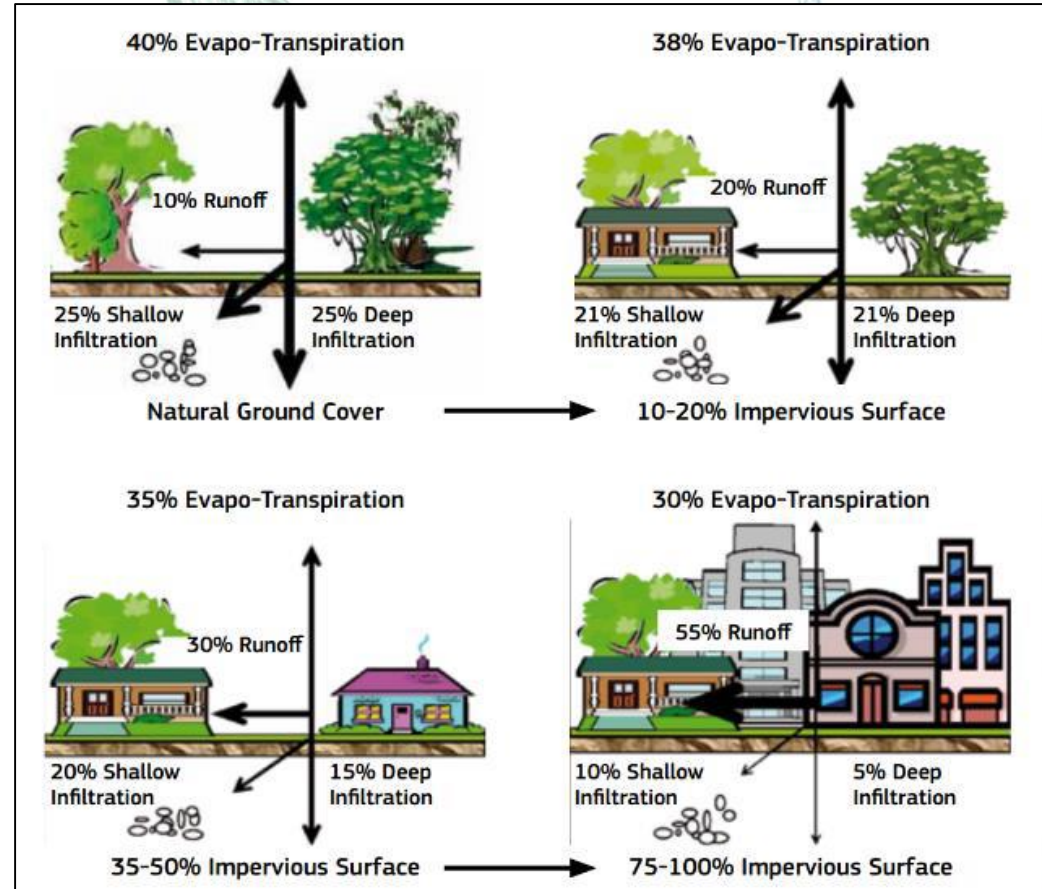 40% Evapo-Transpiration
10% Runoff
25% Shallow
Infiltration
25% Deep
Infiltration
Natural Ground Cover
38% Evapo-Transpiration
20% Runoff
21% Shallow
Infiltration
21% Deep
Infiltration
10-20% Impervious Surface
35% Evapo-Transpiration
30% Runoff
20% Shallow
Infiltration
15% Deep
Infiltration
35-50% Impervious Surface
30% Evapo-Transpiration
55% Runoff
10% Shallow
Infiltration
5% Deep
Infiltration
75-100% Impervious Surface